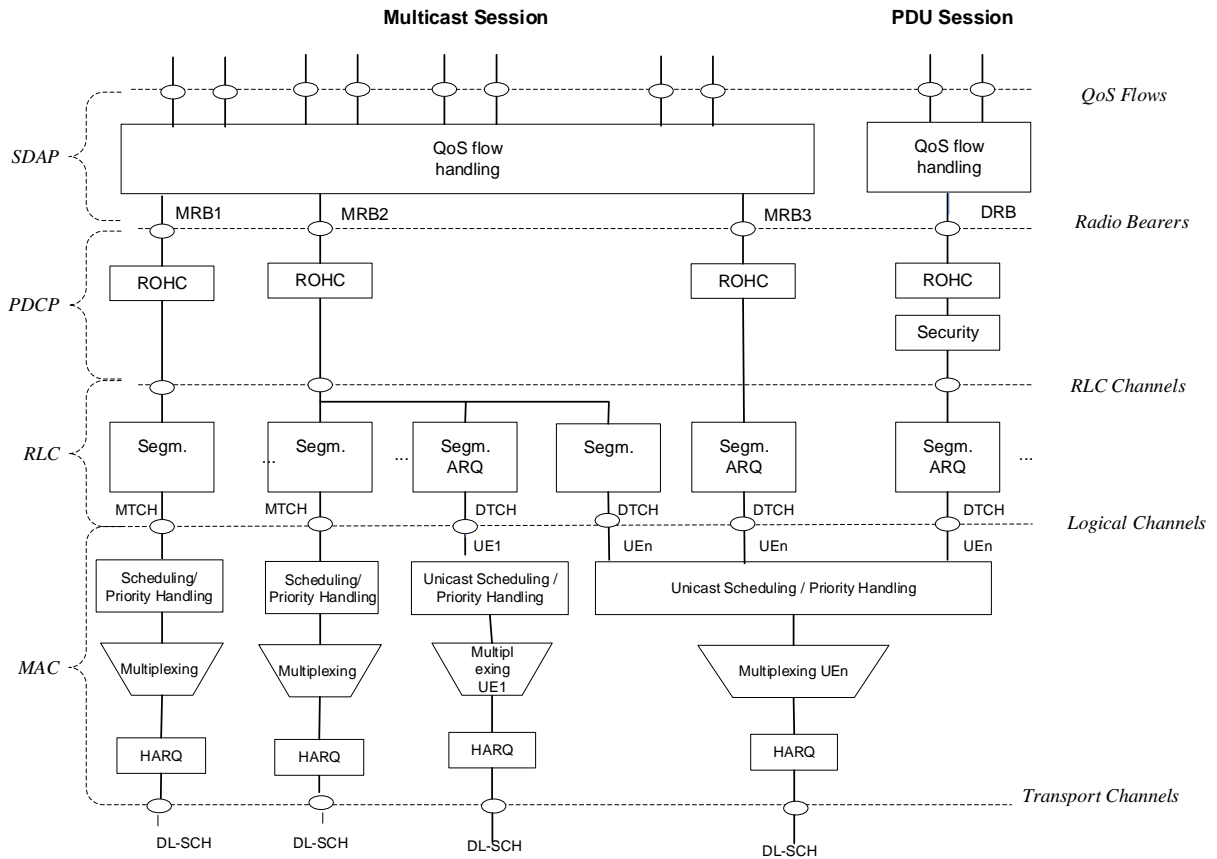 Multicast Session
PDU Session
QoS Flows
SDAP
QoS flow
handling
QoS flow
handling
MRB1
MRB2
MRB3
DRB
Radio Bearers
PDCP
ROHC
ROHC
ROHC
ROHC
Security
RLC Channels
RLC
Segm.
...
Segm.
...
Segm.
ARQ
Segm.
Segm.
ARQ
Segm.
ARQ
...
MTCH
MTCH
DTCH
DTCH
DTCH
DTCH
Logical Channels
UE1
UEn
UEn
UEn
MAC
Scheduling/
Priority Handling
Scheduling/
Priority Handling
Unicast Scheduling /
Priority Handling
Unicast Scheduling / Priority Handling
Multiplexing
Multiplexing
Multipl
exing
UE1
Multiplexing UEn
HARQ
HARQ
HARQ
HARQ
Transport Channels
DL-SCH
DL-SCH
DL-SCH
DL-SCH